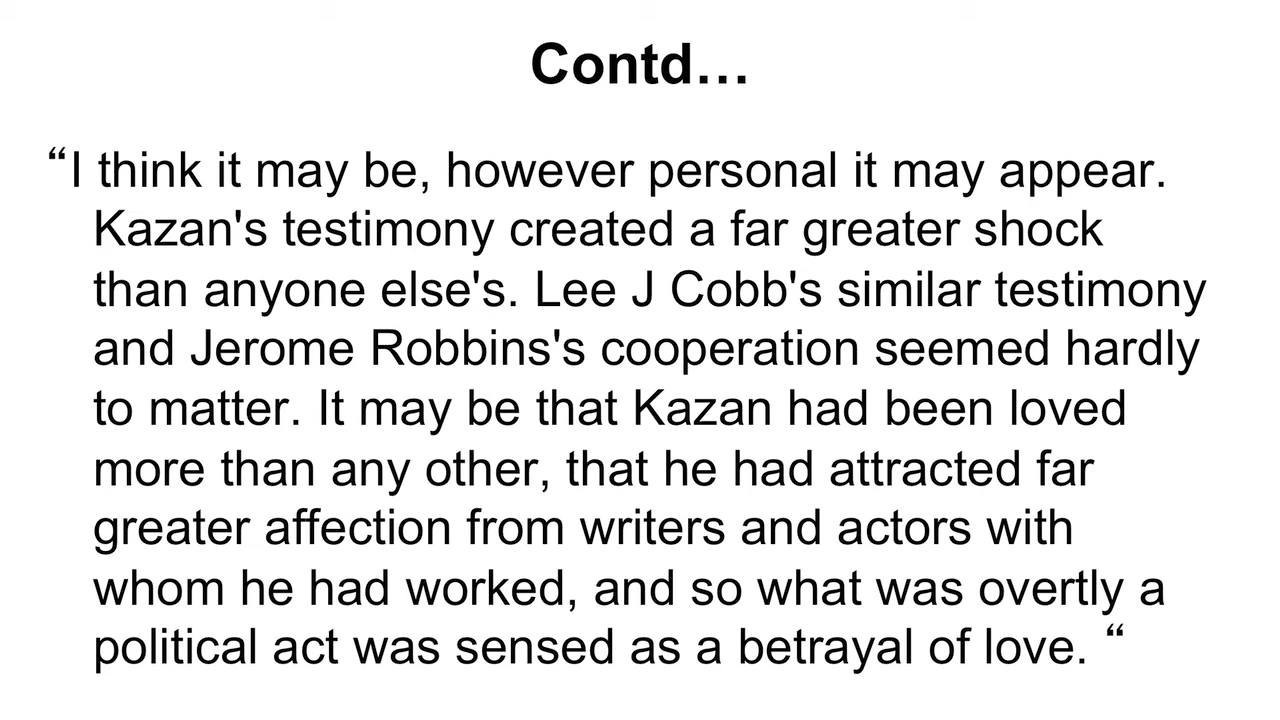 Contd…
“I think it may be, however personal it may appear.
Kazan's testimony created a far greater shock
than anyone else's. Lee J Cobb's similar testimony
and Jerome Robbins's cooperation seemed hardly
to matter. It may be that Kazan had been loved
more than any other, that he had attracted far
greater affection from writers and actors with
whom he had worked, and so what was overtly a
political act was sensed as a betrayal of love. “